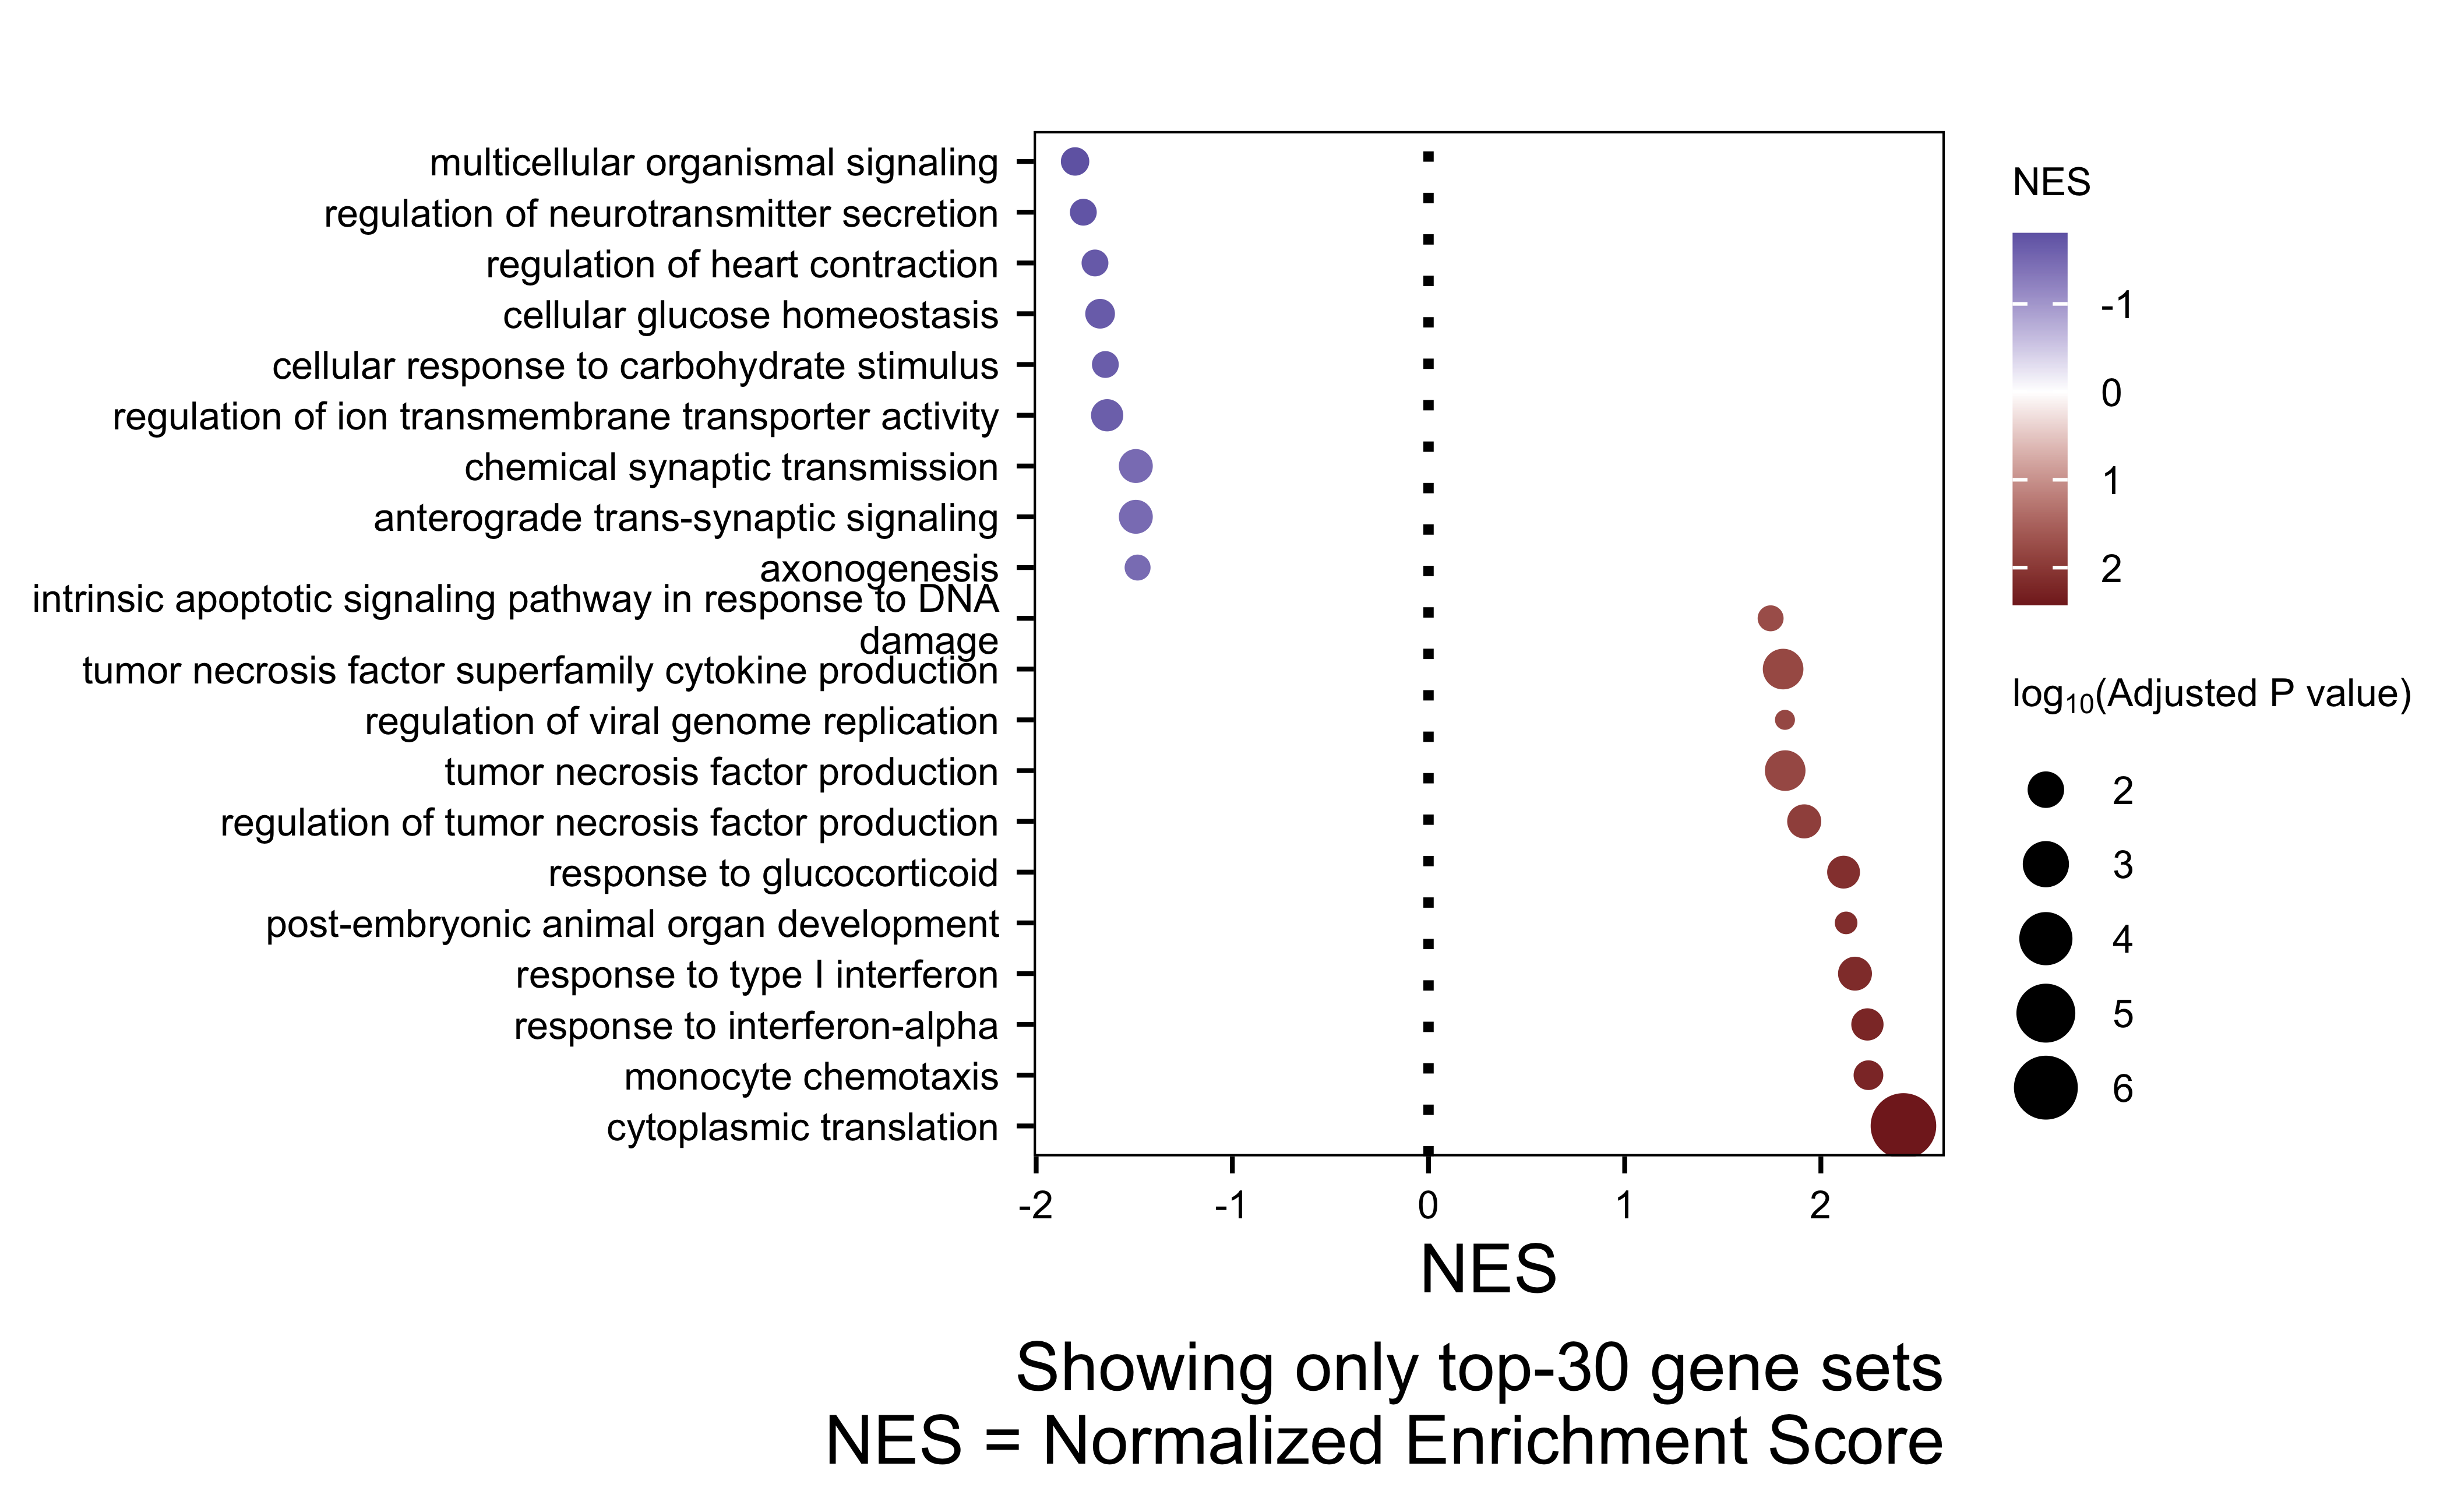 multicellular organismal signaling
regulation of neurotransmitter secretion
regulation of heart contraction
cellular glucose homeostasis
cellular response to carbohydrate stimulus
regulation of ion transmembrane transporter activity
chemical synaptic transmission
anterograde trans-synaptic signaling
axonogenesis
intrinsic apoptotic signaling pathway in response to DNA
damage
tumor necrosis factor superfamily cytokine production
regulation of viral genome replication
tumor necrosis factor production
regulation of tumor necrosis factor production
response to glucocorticoid
post-embryonic animal organ development
response to type I interferon
response to interferon-alpha
monocyte chemotaxis
cytoplasmic translation
-2 -1 0 1 2
NES
Showing only top-30 gene sets
NES = Normalized Enrichment Score
NES
-1
0
1
2
log₁₀(Adjusted P value)
2
3
4
5
6